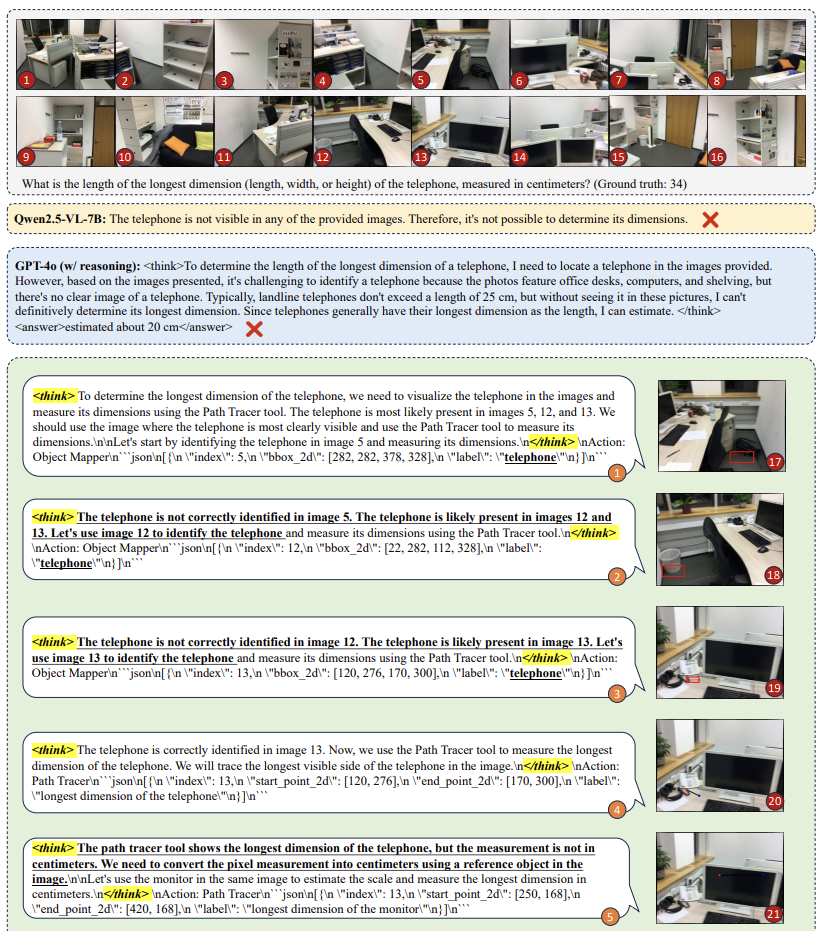 1 2 3 4 5 6 7 8
9 10 11 12 13 14 15 16
What is the length of the longest dimension (length, width, or height) of the telephone, measured in centimeters? (Ground truth: 34)
Qwen2.5-VL-7B: The telephone is not visible in any of the provided images. Therefore, it's not possible to determine its dimensions.
GPT-4o (w/ reasoning): <think>To determine the length of the longest dimension of a telephone, I need to locate a telephone in the images provided.
However, based on the images presented, it's challenging to identify a telephone because the photos feature office desks, computers, and shelving, but
there's no clear image of a telephone. Typically, landline telephones don't exceed a length of 25 cm, but without seeing it in these pictures, I can't
definitively determine its longest dimension. Since telephones generally have their longest dimension as the length, I can estimate. </think>
<answer>estimated about 20 cm</answer>
<think> To determine the longest dimension of the telephone, we need to visualize the telephone in the images and
measure its dimensions using the Path Tracer tool. The telephone is most likely present in images 5, 12, and 13. We
should use the image where the telephone is most clearly visible and use the Path Tracer tool to measure its
dimensions.\n\nLet's start by identifying the telephone in image 5 and measuring its dimensions.\n</think> \nAction:
Object Mapper\n```json\n[{\n \"index\": 5,\n \"bbox_2d\": [282, 282, 378, 328],\n \"label\": \"telephone\"\n}]\n```
1
17
<think> The telephone is not correctly identified in image 5. The telephone is likely present in images 12 and
13. Let's use image 12 to identify the telephone and measure its dimensions using the Path Tracer tool.\n</think>
\nAction: Object Mapper\n```json\n[{\n \"index\": 12,\n \"bbox_2d\": [22, 282, 112, 328],\n \"label\":
\"telephone\"\n}]\n```
2
18
<think> The telephone is not correctly identified in image 12. The telephone is likely present in image 13. Let's
use image 13 to identify the telephone and measure its dimensions using the Path Tracer tool.\n</think> \nAction:
Object Mapper\n```json\n[{\n \"index\": 13,\n \"bbox_2d\": [120, 276, 170, 300],\n \"label\": \"telephone\"\n}]\n```
3
19
<think> The telephone is correctly identified in image 13. Now, we use the Path Tracer tool to measure the longest
dimension of the telephone. We will trace the longest visible side of the telephone in the image.\n</think> \nAction:
Path Tracer\n```json\n[{\n \"index\": 13,\n \"start_point_2d\": [120, 276],\n \"end_point_2d\": [170, 300],\n \"label\":
\"longest dimension of the telephone\"\n}]\n```
4
20
<think> The path tracer tool shows the longest dimension of the telephone, but the measurement is not in
centimeters. We need to convert the pixel measurement into centimeters using a reference object in the
image.\n\nLet's use the monitor in the same image to estimate the scale and measure the longest dimension in
centimeters.\n</think> \nAction: Path Tracer\n```json\n[{\n \"index\": 13,\n \"start_point_2d\": [250, 168],\n
\"end_point_2d\": [420, 168],\n \"label\": \"longest dimension of the monitor\"\n}]\n```
5
21